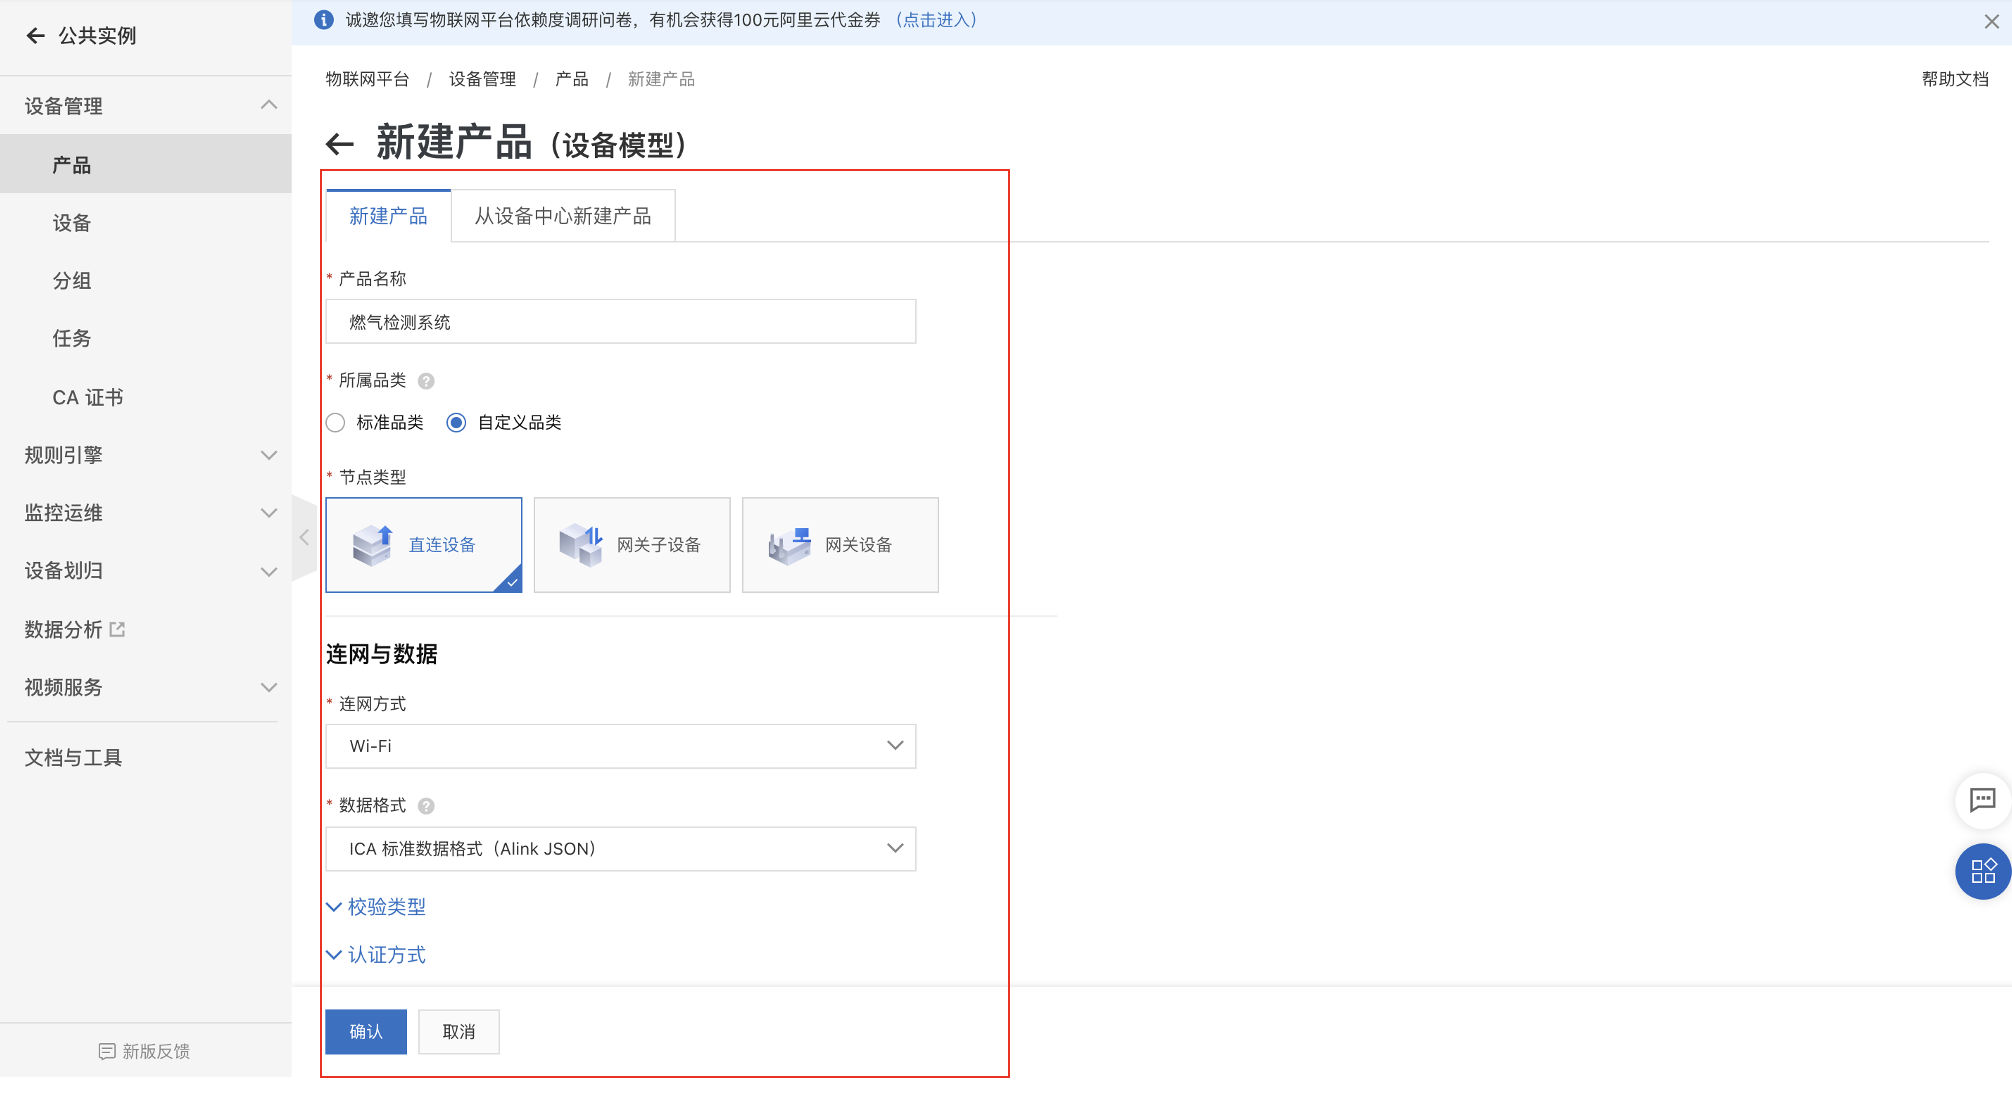 诚邀您填写物联网平台依赖度调研问卷，有机会获得100元阿里云代金券 （点击进入）
公共实例
设备管理
产品
设备
分组
任务
CA 证书
规则引擎
监控运维
设备划归
数据分析
视频服务
文档与工具
新版反馈
物联网平台 / 设备管理 / 产品 / 新建产品
帮助文档
新建产品（设备模型）
新建产品 从设备中心新建产品
* 产品名称
燃气检测系统
* 所属品类 ?
标准品类 自定义品类
* 节点类型
直连设备 网关子设备 网关设备
连网与数据
* 连网方式
Wi-Fi
* 数据格式 ?
ICA 标准数据格式（Alink JSON）
校验类型
认证方式
确认 取消